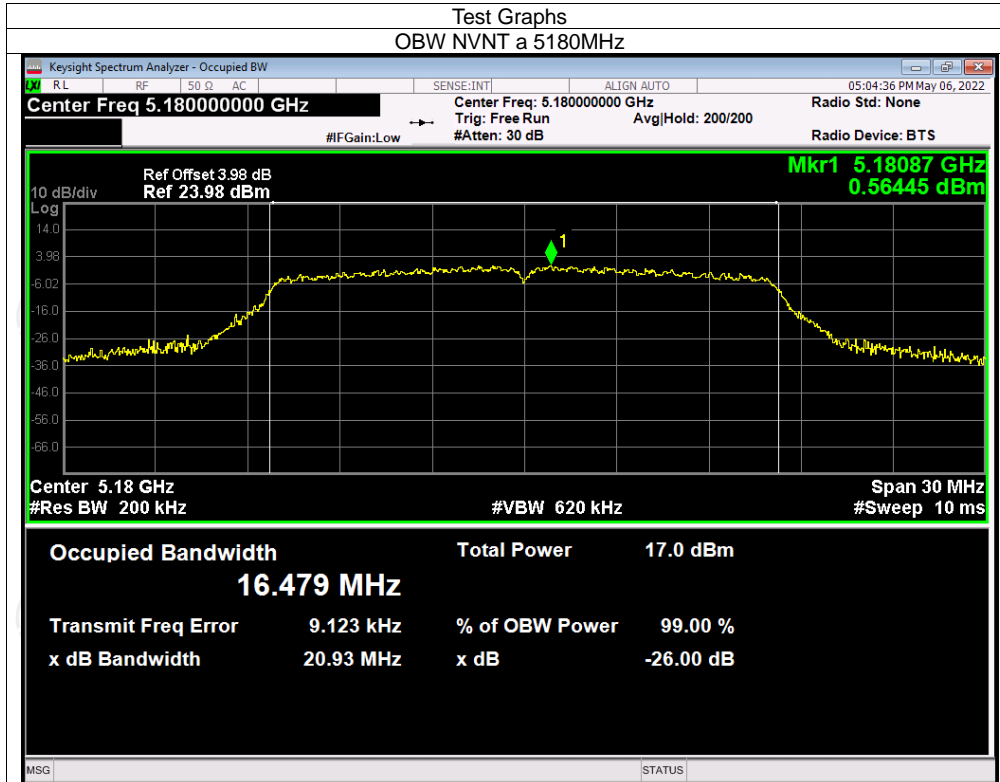 Test Graphs
OBW NVNT a 5180MHz
Keysight Spectrum Analyzer - Occupied BW
LXI RL RF 50 Ω AC SENSE:INT ALIGN AUTO 05:04:36 PM May 06, 2022
Center Freq 5.180000000 GHz
Center Freq: 5.180000000 GHz
Radio Std: None
Trig: Free Run Avg|Hold: 200/200
#IFGain:Low
#Atten: 30 dB
Radio Device: BTS
Ref Offset 3.98 dB
Mkr1 5.18087 GHz
10 dB/div Ref 23.98 dBm
0.56445 dBm
Log
14.0
1
3.98
-6.02
-16.0
-26.0
-36.0
-46.0
-56.0
-66.0
Center 5.18 GHz Span 30 MHz
#Res BW 200 kHz #VBW 620 kHz #Sweep 10 ms
Occupied Bandwidth Total Power 17.0 dBm
16.479 MHz
Transmit Freq Error 9.123 kHz % of OBW Power 99.00 %
x dB Bandwidth 20.93 MHz x dB -26.00 dB
MSG STATUS